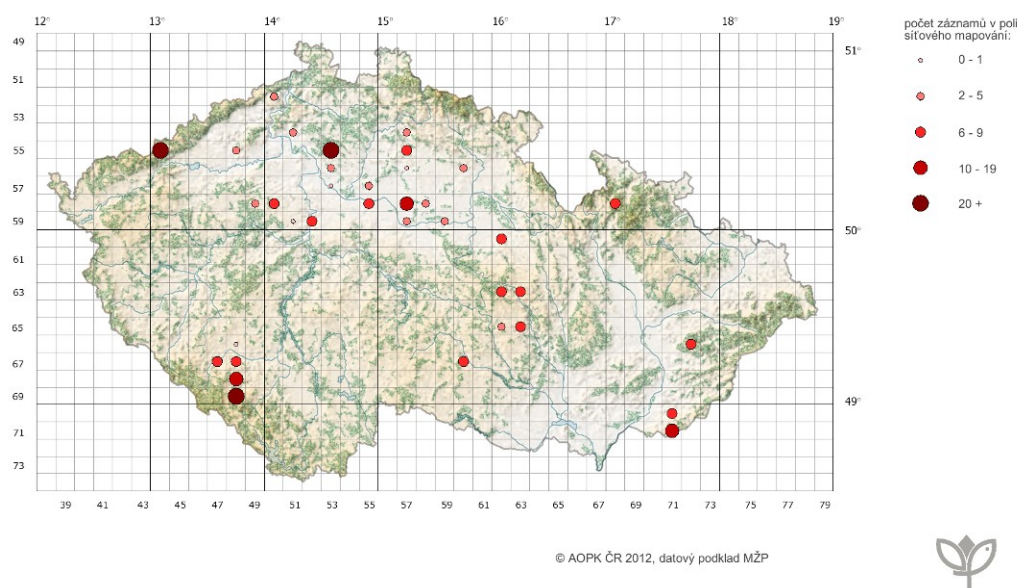 12° 13° 14° 15° 16° 17° 18° 19°
počet záznamů v poli
síťového mapování:
49 51°
0 - 1
51
2 - 5
53
6 - 9
55
10 - 19
57
20 +
59 50°
61
63
65
67
69 49°
71
73
39 41 43 45 47 49 51 53 55 57 59 61 63 65 67 69 71 73 75 77 79
© AOPK ČR 2012, datový podklad MŽP